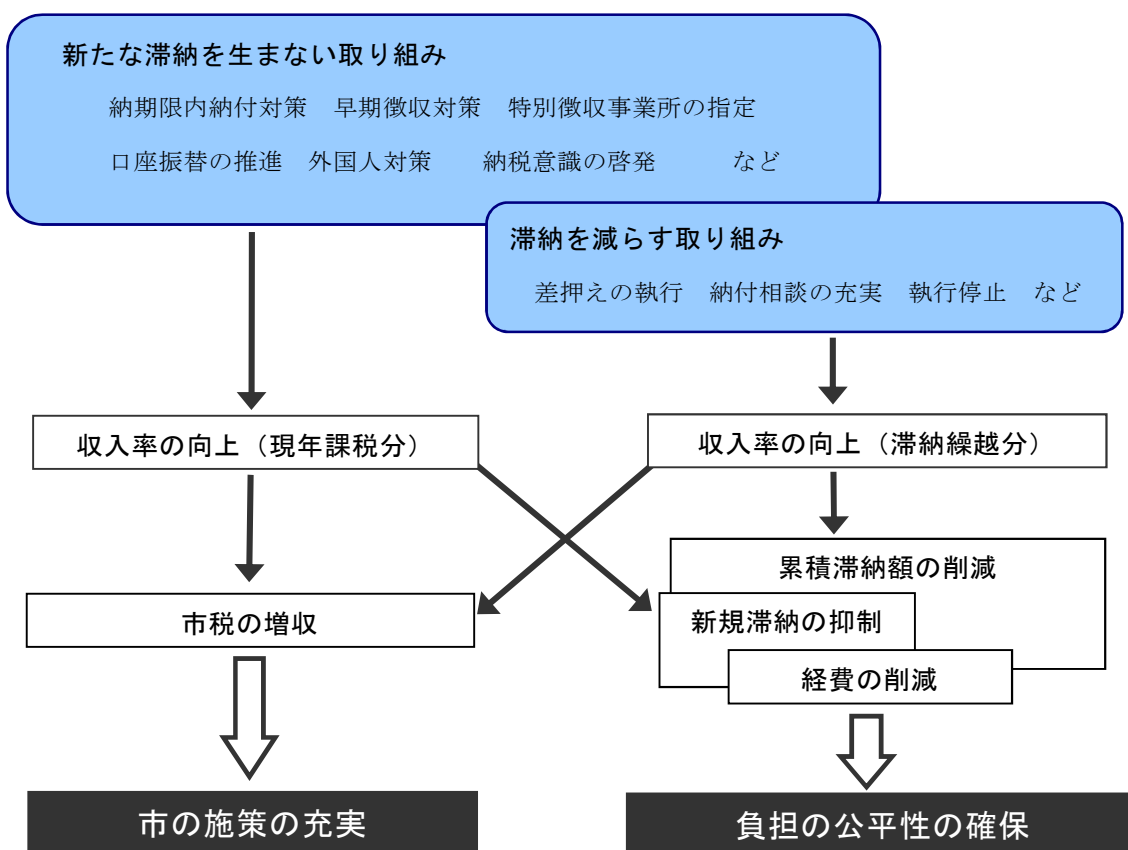 新たな滞納を生まない取り組み
納期限内納付対策　早期徴収対策　特別徴収事業所の指定
口座振替の推進　外国人対策　　納税意識の啓発　　　など
滞納を減らす取り組み
差押えの執行　納付相談の充実　執行停止　など
収入率の向上（現年課税分）
収入率の向上（滞納繰越分）
累積滞納額の削減
市税の増収
新規滞納の抑制
経費の削減
市の施策の充実
負担の公平性の確保